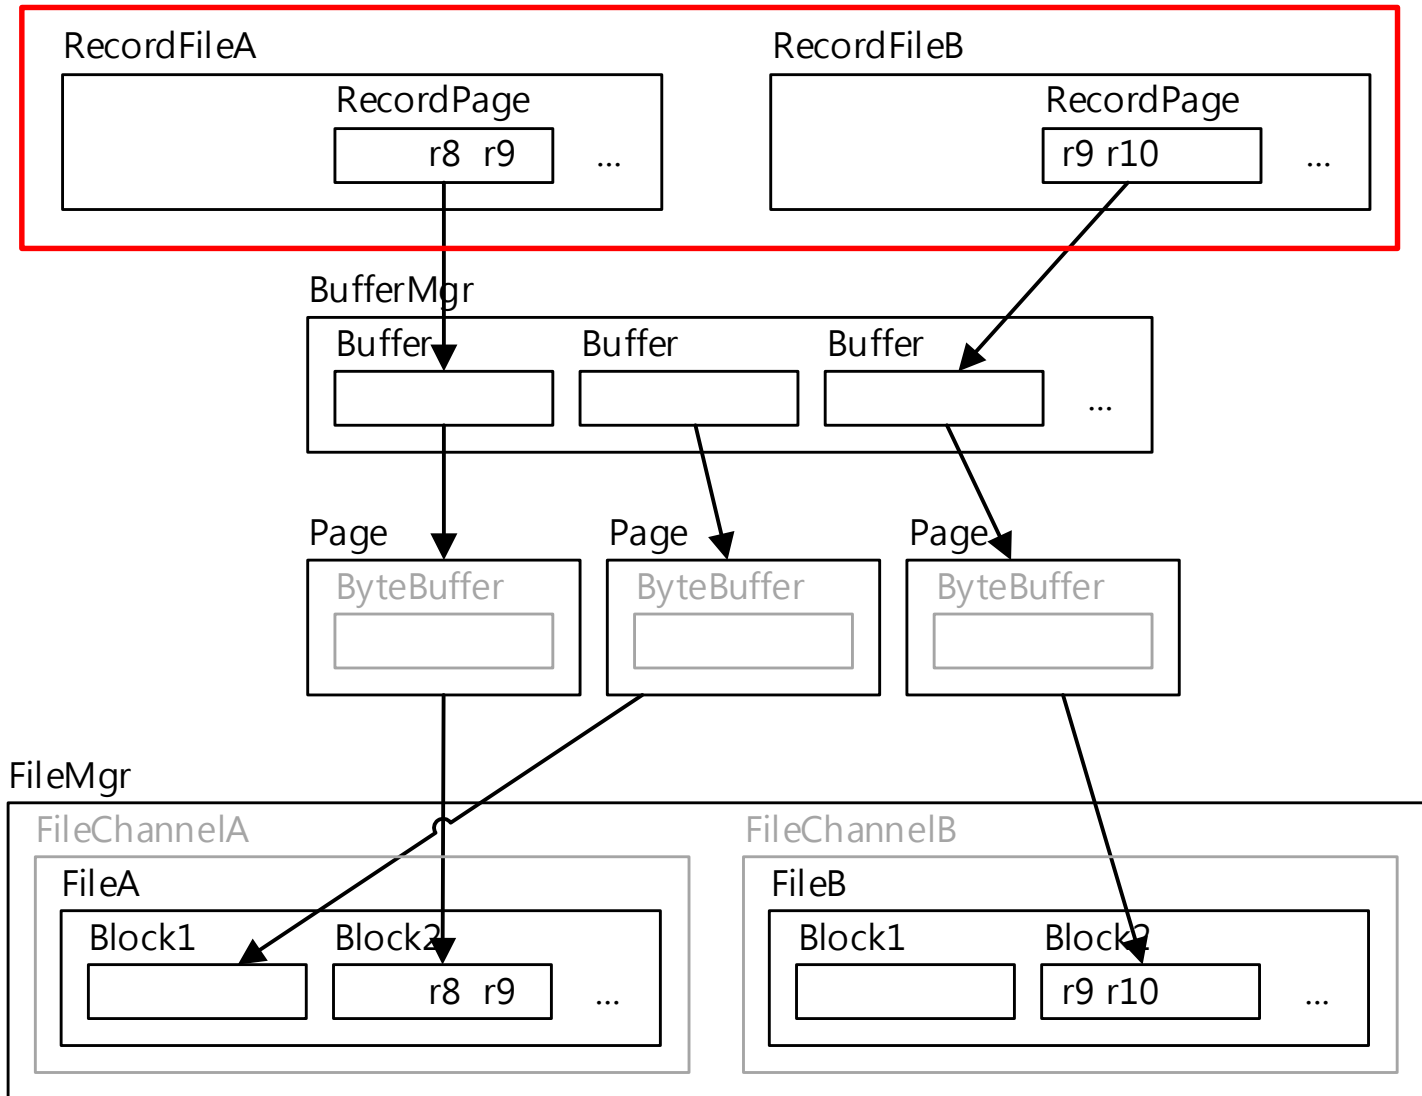 RecordFileA RecordFileB
RecordPage RecordPage
r8 r9 ... r9 r10 ...
BufferMgr
Buffer Buffer Buffer
...
Page Page Page
ByteBuffer ByteBuffer ByteBuffer
FileMgr
FileChannelA FileChannelB
FileA FileB
Block1 Block2 Block1 Block2
r8 r9 ... r9 r10 ...